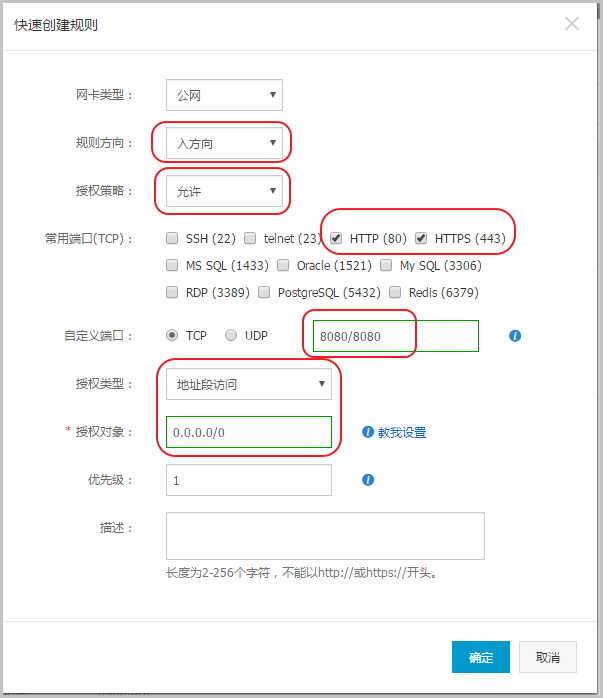 快速创建规则
网卡类型： 公网
规则方向： 入方向
授权策略： 允许
常用端口(TCP)： SSH (22) telnet (23) HTTP (80) HTTPS (443)
MS SQL (1433) Oracle (1521) My SQL (3306)
RDP (3389) PostgreSQL (5432) Redis (6379)
自定义端口： TCP UDP 8080/8080
授权类型： 地址段访问
* 授权对象： 0.0.0.0/0 教我设置
优先级： 1
描述：
长度为2-256个字符，不能以http://或https://开头。
确定 取消